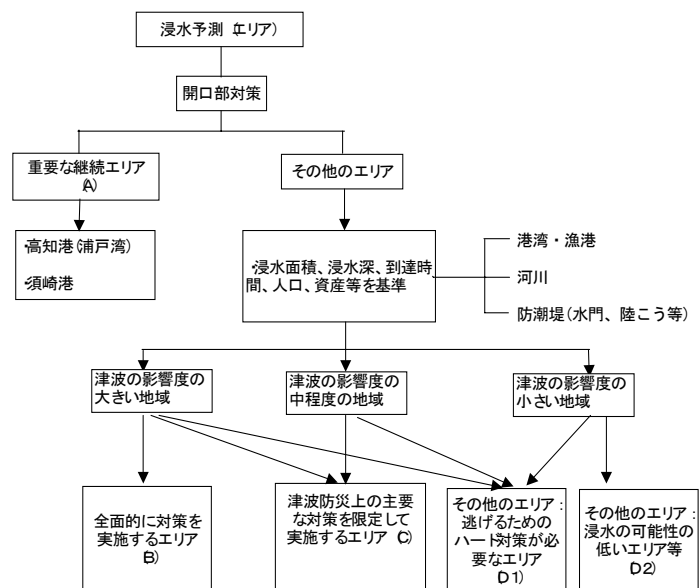 浸水予測(エリア)
開口部対策
重要な継続エリア
(A)
その他のエリア
・高知港(浦戸湾)
・須崎港
・浸水面積、浸水深、到達時
間、人口、資産等を基準
港湾・漁港
河川
防潮堤(水門、陸こう等)
津波の影響度の
大きい地域
津波の影響度の
中程度の地域
津波の影響度の
小さい地域
全面的に対策を
実施するエリア
(B)
津波防災上の主要
な対策を限定して
実施するエリア (C)
その他のエリア:
逃げるための
ハード対策が必
要なエリア
(D1)
その他のエリア:
浸水の可能性の
低いエリア等
(D2)